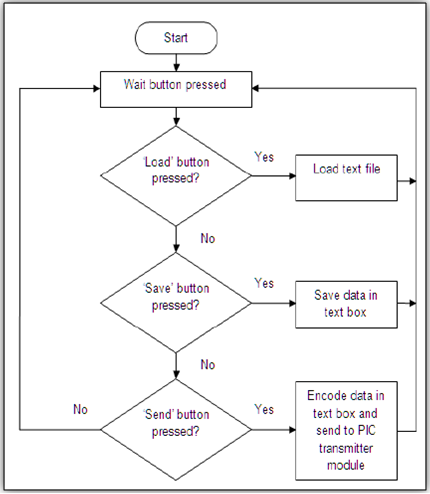 Start
Wait button pressed
'Load' button
pressed?
Yes
Load text file
No
'Save' button
pressed?
Yes
Save data in
text box
No
'Send' button
pressed?
No
Yes
Encode data in
text box and
send to PIC
transmitter
module